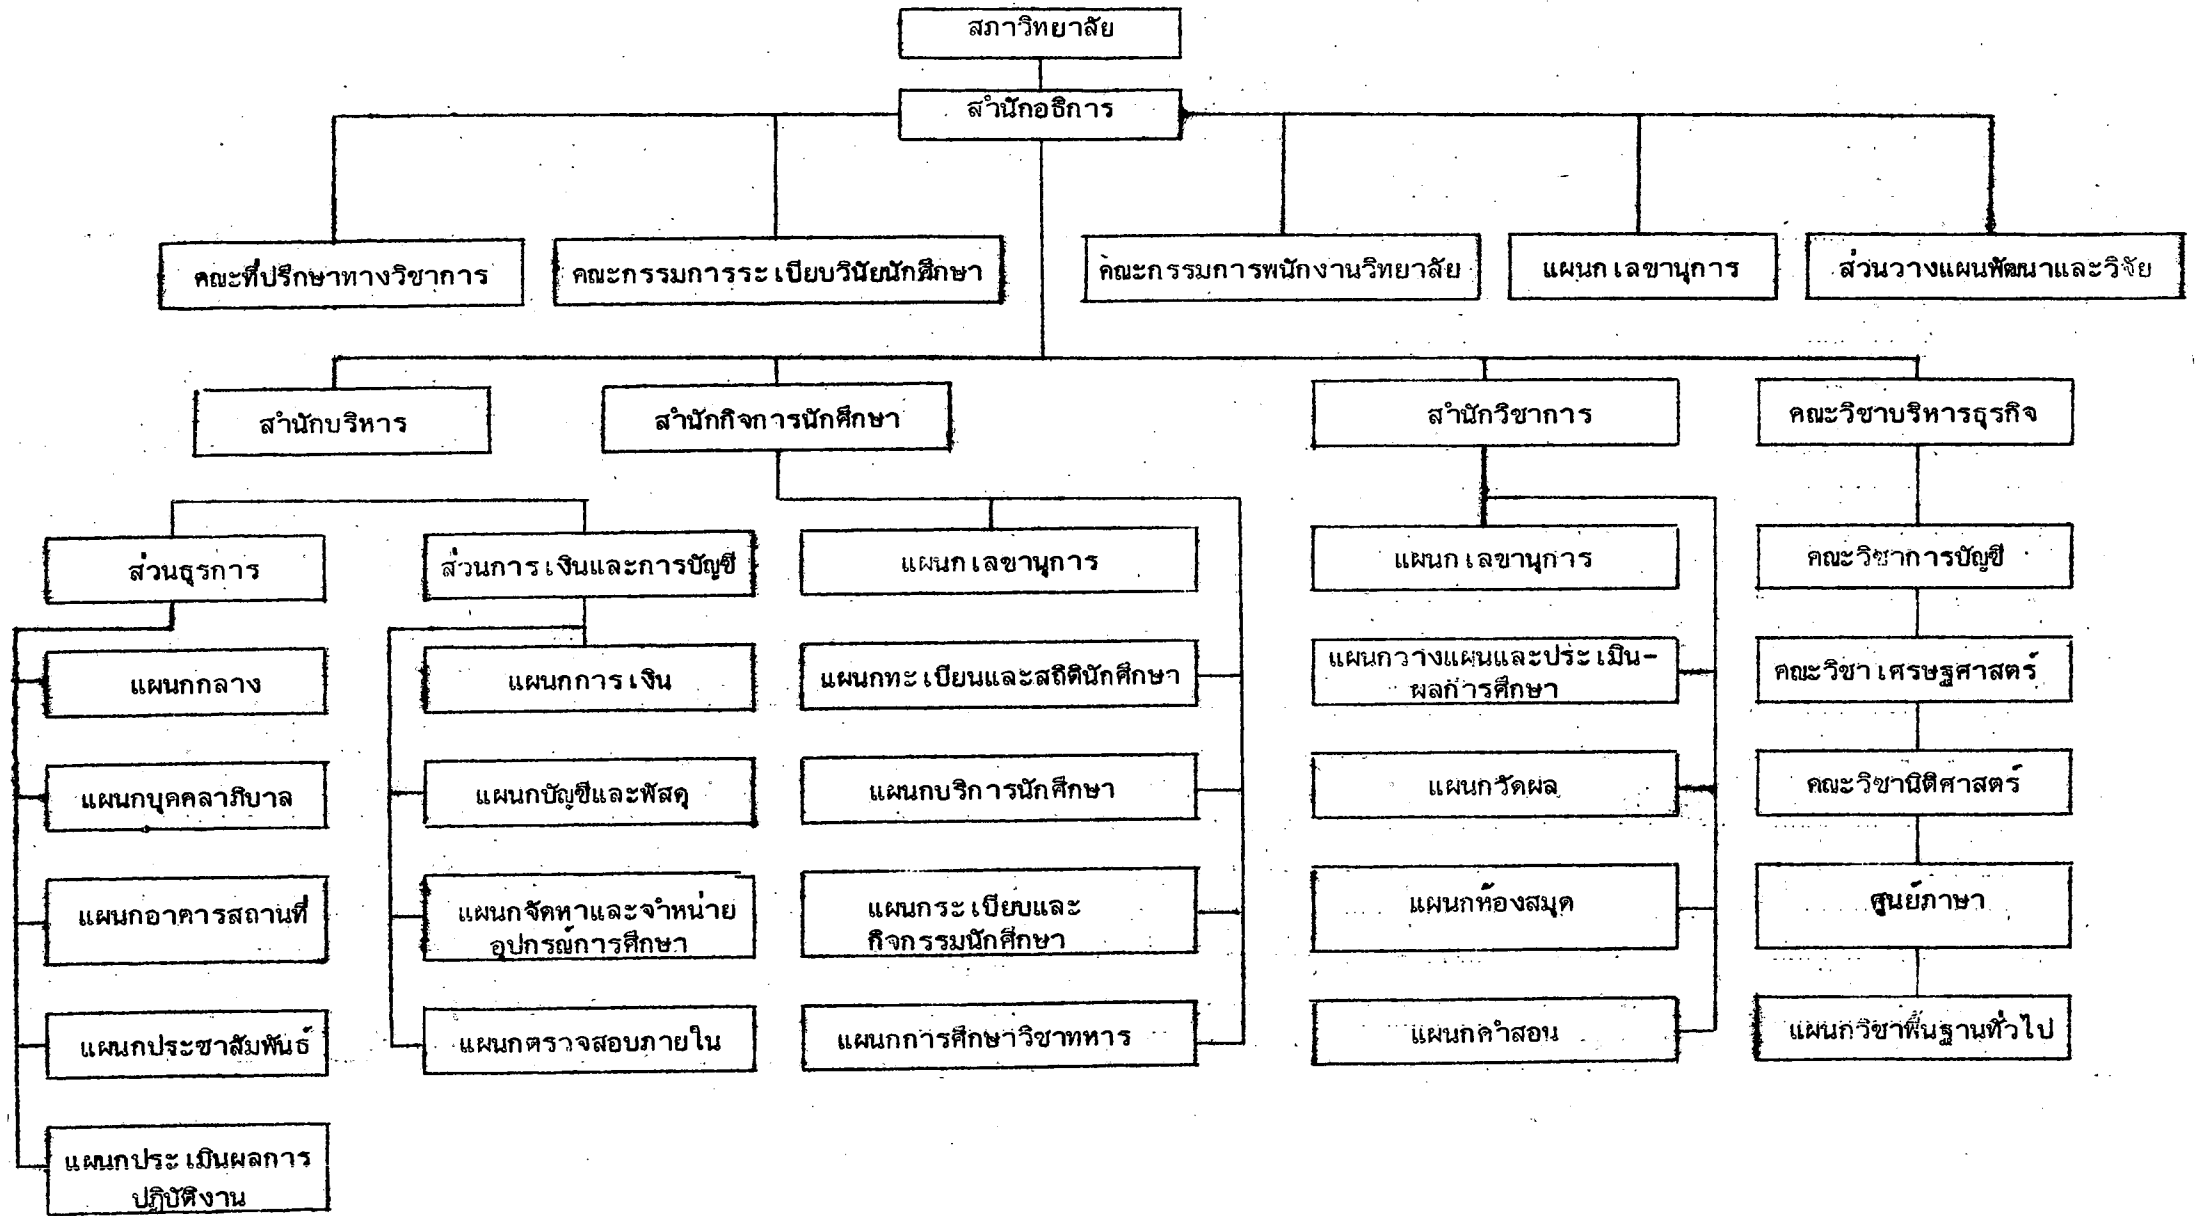 สภาวิทยาลัย
สำนักอธิการ
คณะที่ปรึกษาทางวิชาการ
คณะกรรมการระเบียบวินัยนักศึกษา
คณะกรรมการพนักงานวิทยาลัย
แผนกเลขานุการ
ส่วนวางแผนพัฒนาและวิจัย
สำนักบริหาร
สำนักกิจการนักศึกษา
สำนักวิชาการ
คณะวิชาบริหารธุรกิจ
ส่วนธุรการ
ส่วนการเงินและการบัญชี
แผนกเลขานุการ
แผนกเลขานุการ
คณะวิชาการบัญชี
แผนกกลาง
แผนกการเงิน
แผนกทะเบียนและสถิตินักศึกษา
แผนกวางแผนและประเมิน-
ผลการศึกษา
คณะวิชาเศรษฐศาสตร์
แผนกบุคคลาภิบาล
แผนกบัญชีและพัสดุ
แผนกบริการนักศึกษา
แผนกวัดผล
คณะวิชานิติศาสตร์
แผนกอาคารสถานที่
แผนกจัดหาและจำหน่าย
อุปกรณ์การศึกษา
แผนกระเบียบและ
กิจกรรมนักศึกษา
แผนกห้องสมุด
ศูนย์ภาษา
แผนกประชาสัมพันธ์
แผนกตรวจสอบภายใน
แผนกการศึกษาวิชาทหาร
แผนกคำสอน
แผนกวิชาพื้นฐานทั่วไป
แผนกประเมินผลการ
ปฏิบัติงาน